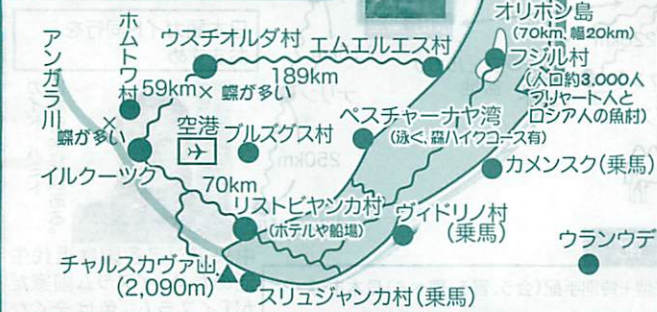 オリホン島
(70km、幅20km)
フジル村
(人口約3,000人
ブリヤート人と
ロシア人の魚村)
アンガラ川
ホムトワ村
ウスチオルダ村
エムエルエス村
189km
59km
×蝶が多い
×
蝶が多い
空港
ブルズグス村
ペスチャーナヤ湾
(泳ぐ、森ハイクコース有)
イルクーツク
カメンスク(乗馬)
70km
リストビヤンカ村
(ホテルや船場)
ヴィドリノ村
(乗馬)
ウランウデ
チャルスカヴァ山
(2,090m)
スリュジャンカ村(乗馬)